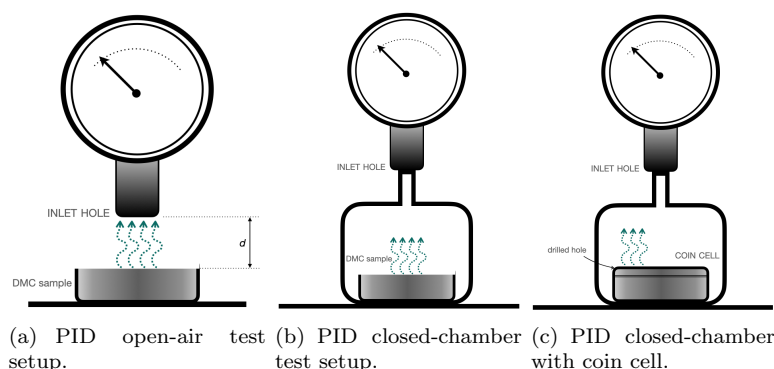 INLET HOLE
d
DMC sample
(a) PID open-air test
setup.
INLET HOLE
DMC sample
(b) PID closed-chamber
test setup.
INLET HOLE
drilled hole
COIN CELL
(c) PID closed-chamber
with coin cell.